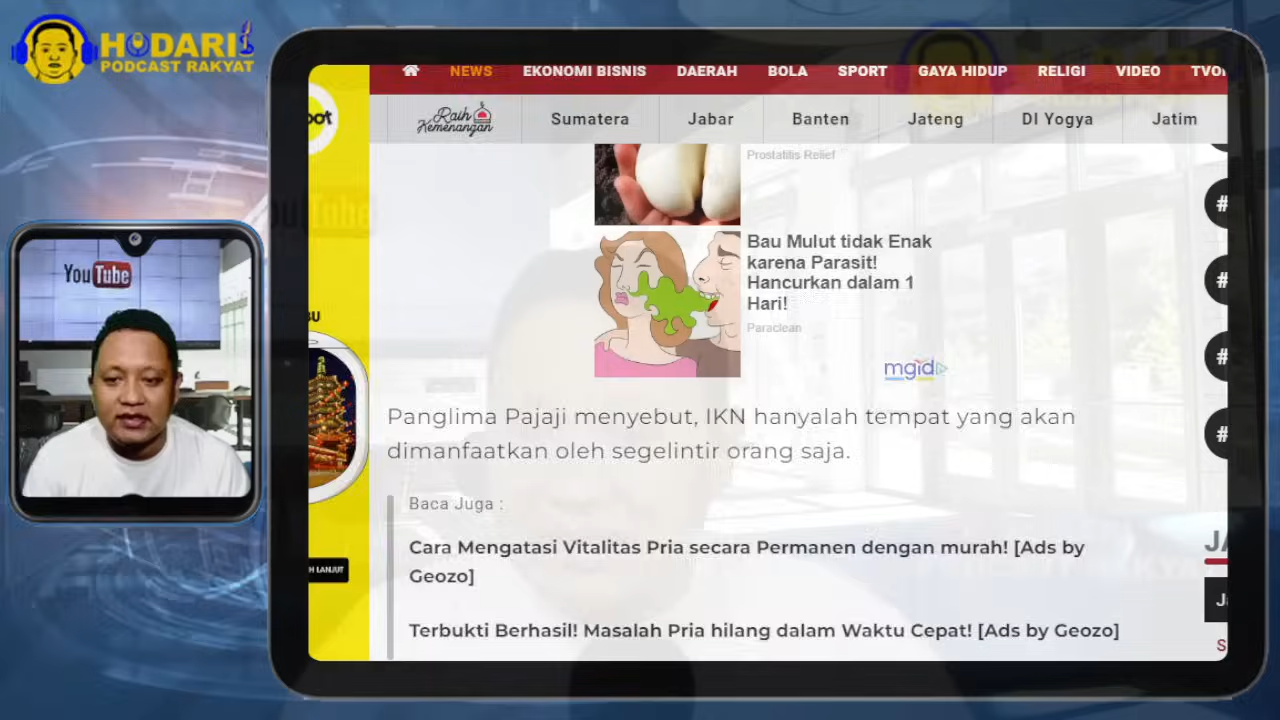 HODARI
PODCAST RAKYAT
NEWS EKONOMI BISNIS DAERAH BOLA SPORT GAYA HIDUP RELIGI VIDEO
Raih Kemenangan Sumatera Jabar Banten Jateng DI Yogya Jatim
Prostatilis Relief
Bau Mulut tidak Enak
karena Parasit!
Hancurkan dalam 1
Hari!
Paraclean
mgid
YouTube
Panglima Pajaji menyebut, IKN hanyalah tempat yang akan
dimanfaatkan oleh segelintir orang saja.
Baca Juga :
Cara Mengatasi Vitalitas Pria secara Permanen dengan murah! [Ads by
Geozo]
Terbukti Berhasil! Masalah Pria hilang dalam Waktu Cepat! [Ads by Geozo]
#
#
#
#
LANJUT